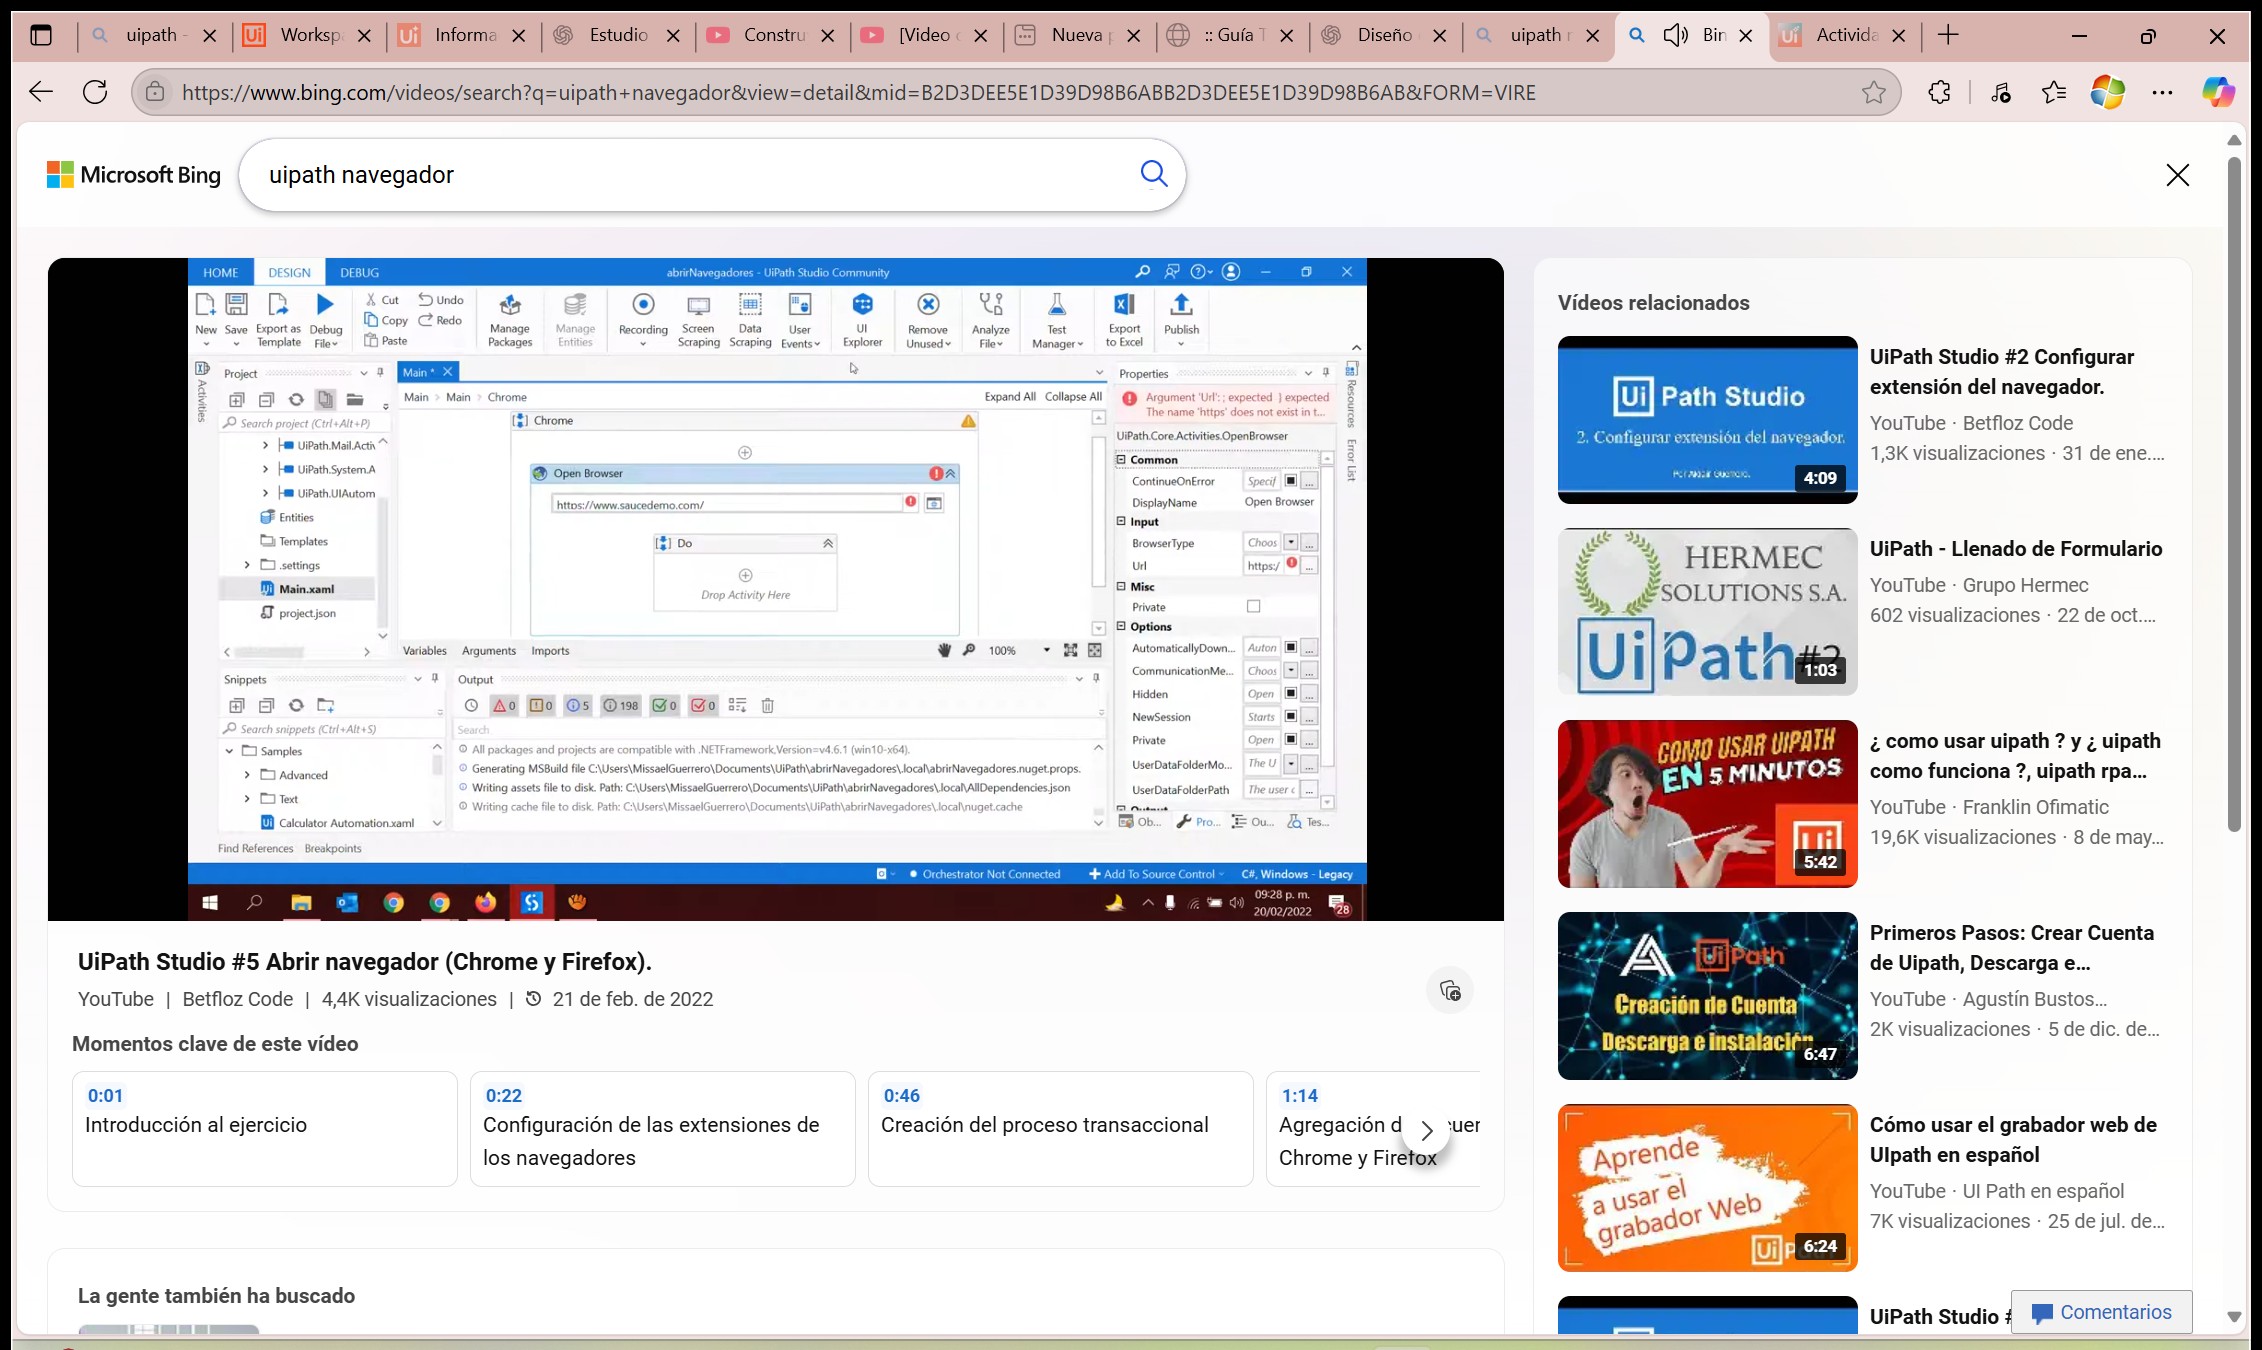 uipath -
Worksp
Informa
Estudio
Constru
[Video c
Nueva p
:: Guía T
Diseño
uipath r
Bin
Activida
https://www.bing.com/videos/search?q=uipath+navegador&view=detail&mid=B2D3DEE5E1D39D98B6ABB2D3DEE5E1D39D98B6AB&FORM=VIRE
Microsoft Bing
uipath navegador
HOME DESIGN DEBUG
abrirNavegadores - UiPath Studio Community
New
Save
Export as Template
Debug File
Cut
Copy
Paste
Undo
Redo
Manage Packages
Manage Entities
Recording
Screen Scraping
Data Scraping
User Events
UI Explorer
Remove Unused
Analyze File
Test Manager
Export to Excel
Publish
Activities
Project
Search project (Ctrl+Alt+P)
UiPath.Mail.Activ
UiPath.System.A
UiPath.UIAutom
Entities
Templates
.settings
Main.xaml
project.json
Main *
Main > Main > Chrome
Expand All Collapse All
Chrome
Open Browser
https://www.saucedemo.com/
Do
Drop Activity Here
Variables Arguments Imports
100%
Properties
Argument 'Url': ; expected } expected
The name 'https' does not exist in t...
UiPath.Core.Activities.OpenBrowser
Common
ContinueOnError Specif
DisplayName Open Browser
Input
BrowserType Choos
Url https:/
Misc
Private
Options
AutomaticallyDown... Auton
CommunicationMe... Choos
Hidden Open
NewSession Starts
Private Open
UserDataFolderMo... The U
UserDataFolderPath The user c
Output
Ob... Pro... Ou... Tes...
Resources
Error List
Snippets
Search snippets (Ctrl+Alt+S)
Samples
Advanced
Text
Calculator Automation.xaml
Output
0 0 5 198 0 0
Search
All packages and projects are compatible with .NETFramework,Version=v4.6.1 (win10-x64).
Generating MSBuild file C:\Users\MissaelGuerrero\Documents\UiPath\abrirNavegadores\.local\abrirNavegadores.nuget.props.
Writing assets file to disk. Path: C:\Users\MissaelGuerrero\Documents\UiPath\abrirNavegadores\.local\AllDependencies.json
Writing cache file to disk. Path: C:\Users\MissaelGuerrero\Documents\UiPath\abrirNavegadores\.local\nuget.cache
Find References Breakpoints
Orchestrator Not Connected
Add To Source Control
C#, Windows - Legacy
09:28 p. m.
20/02/2022
28
UiPath Studio #5 Abrir navegador (Chrome y Firefox).
YouTube | Betfloz Code | 4,4K visualizaciones | 21 de feb. de 2022
Momentos clave de este vídeo
0:01
Introducción al ejercicio
0:22
Configuración de las extensiones de
los navegadores
0:46
Creación del proceso transaccional
1:14
Agregación d cuer
Chrome y Firefox
La gente también ha buscado
Vídeos relacionados
Ui Path Studio
2. Configurar extensión del navegador.
4:09
UiPath Studio #2 Configurar
extensión del navegador.
YouTube · Betfloz Code
1,3K visualizaciones · 31 de ene....
HERMEC
SOLUTIONS S.A.
UiPath #2
1:03
UiPath - Llenado de Formulario
YouTube · Grupo Hermec
602 visualizaciones · 22 de oct....
COMO USAR UIPATH
EN 5 MINUTOS
Ui
5:42
¿ como usar uipath ? y ¿ uipath
como funciona ?, uipath rpa...
YouTube · Franklin Ofimatic
19,6K visualizaciones · 8 de may...
Ui Path
Creación de Cuenta
Descarga e instalación
6:47
Primeros Pasos: Crear Cuenta
de Uipath, Descarga e...
YouTube · Agustín Bustos...
2K visualizaciones · 5 de dic. de...
Aprende
a usar el
grabador Web
Ui P
6:24
Cómo usar el grabador web de
UIpath en español
YouTube · UI Path en español
7K visualizaciones · 25 de jul. de...
UiPath Studio #
Comentarios